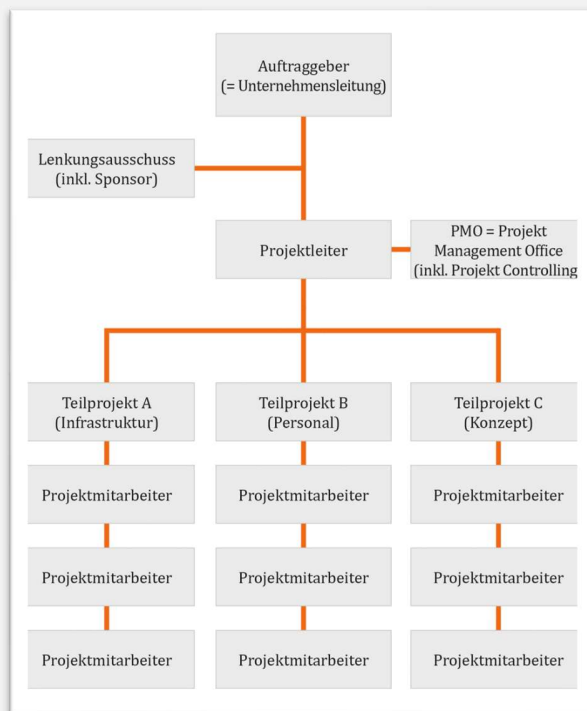 Auftraggeber
(= Unternehmensleitung)
Lenkungsausschuss
(inkl. Sponsor)
Projektleiter
PMO = Projekt
Management Office
(inkl. Projekt Controlling
Teilprojekt A
(Infrastruktur)
Teilprojekt B
(Personal)
Teilprojekt C
(Konzept)
Projektmitarbeiter
Projektmitarbeiter
Projektmitarbeiter
Projektmitarbeiter
Projektmitarbeiter
Projektmitarbeiter
Projektmitarbeiter
Projektmitarbeiter
Projektmitarbeiter